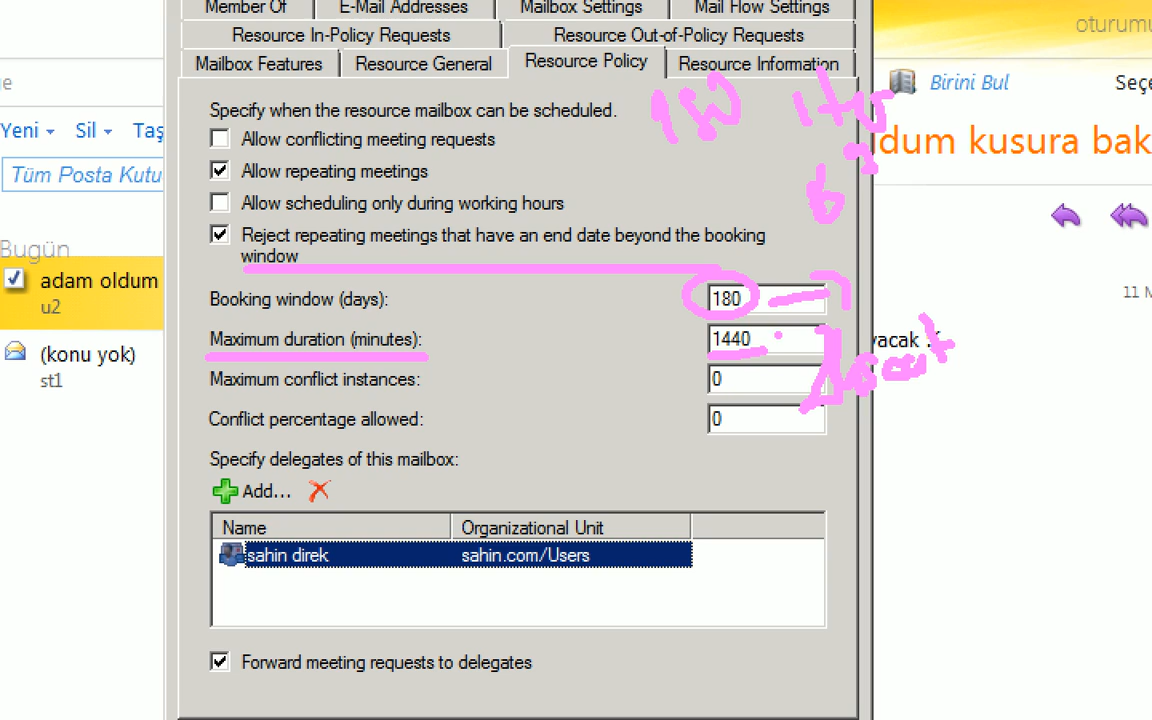 Member Of E-Mail Addresses Mailbox Settings Mail Flow Settings
Resource In-Policy Requests Resource Out-of-Policy Requests
Mailbox Features Resource General Resource Policy Resource Information
Specify when the resource mailbox can be scheduled.
Allow conflicting meeting requests
Allow repeating meetings
Allow scheduling only during working hours
Reject repeating meetings that have an end date beyond the booking
window
Booking window (days): 180
Maximum duration (minutes): 1440
Maximum conflict instances: 0
Conflict percentage allowed: 0
Specify delegates of this mailbox:
Add...
Name Organizational Unit
sahin direk sahin.com/Users
Forward meeting requests to delegates
Yeni Sil Taş
Tüm Posta Kutu
Bugün
adam oldum
u2
(konu yok)
st1
oturumu
Birini Bul Seçe
dum kusura bak
11 M
yacak :(
180